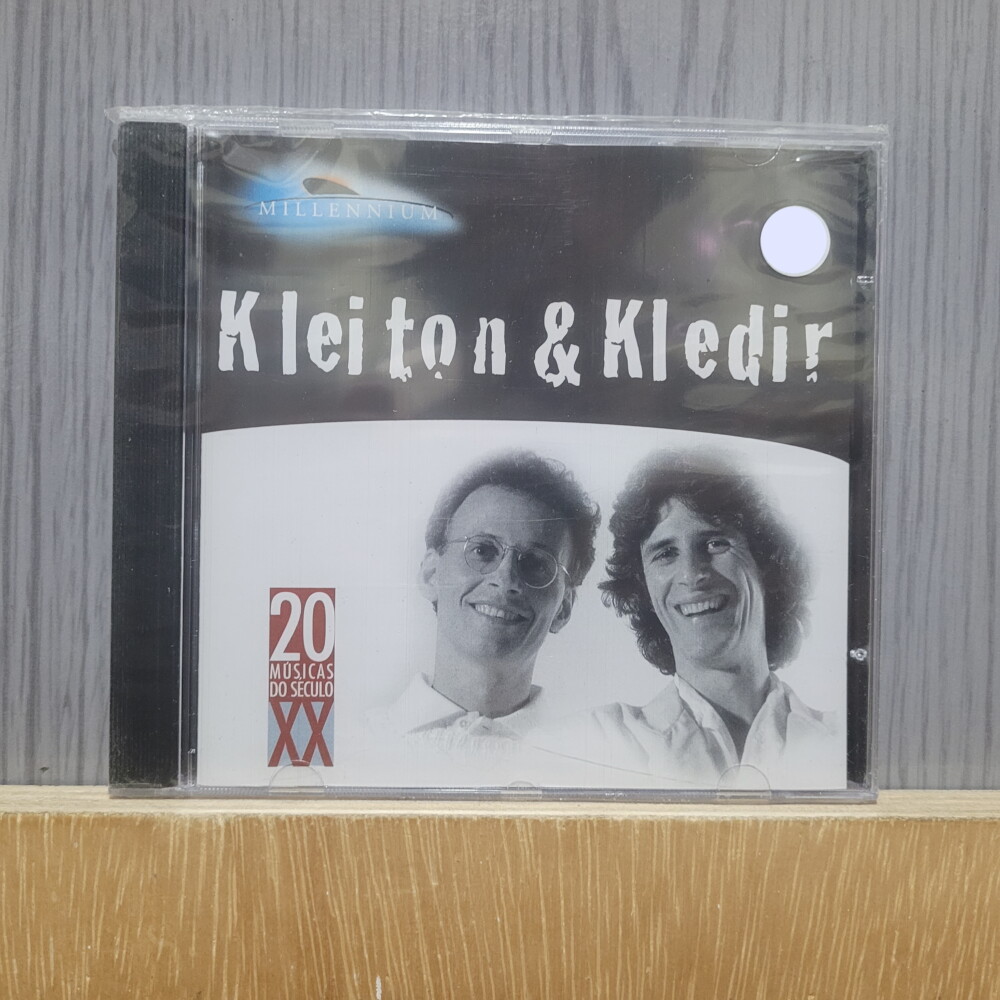 MILLENNIUM
Kleiton & Kledir
20
MÚSICAS
DO SÉCULO
XX